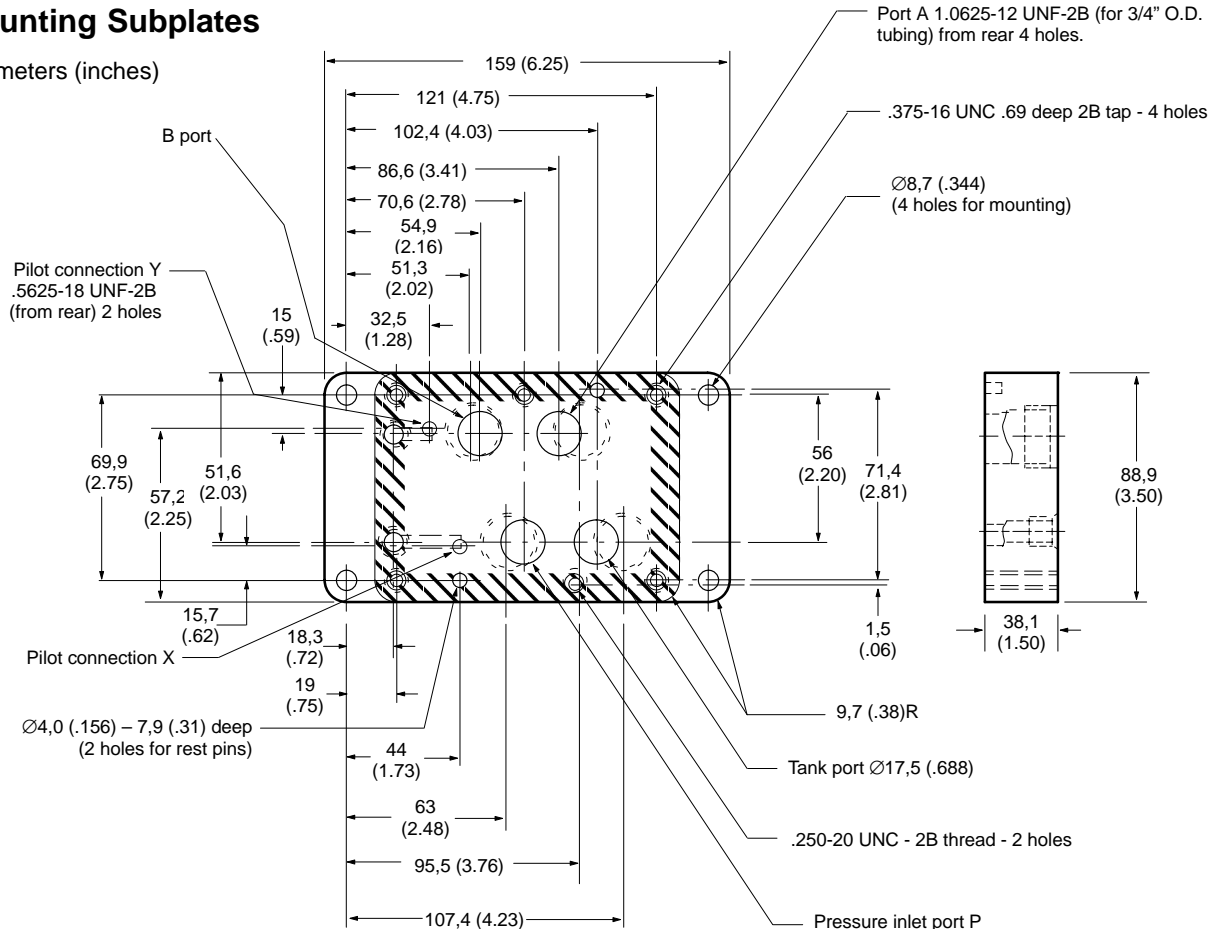 unting Subplates
meters (inches)
Port A 1.0625-12 UNF-2B (for 3/4” O.D.
tubing) from rear 4 holes.
159 (6.25)
121 (4.75)
.375-16 UNC .69 deep 2B tap - 4 holes
102,4 (4.03)
B port
86,6 (3.41)
∅8,7 (.344)
(4 holes for mounting)
70,6 (2.78)
54,9
(2.16)
Pilot connection Y
.5625-18 UNF-2B
(from rear) 2 holes
51,3
(2.02)
15
(.59)
32,5
(1.28)
69,9
(2.75)
57,2
(2.25)
51,6
(2.03)
56
(2.20)
71,4
(2.81)
88,9
(3.50)
15,7
(.62)
18,3
(.72)
1,5
(.06)
38,1
(1.50)
Pilot connection X
19
(.75)
9,7 (.38)R
∅4,0 (.156) – 7,9 (.31) deep
(2 holes for rest pins)
44
(1.73)
Tank port ∅17,5 (.688)
63
(2.48)
.250-20 UNC - 2B thread - 2 holes
95,5 (3.76)
107,4 (4.23)
Pressure inlet port P